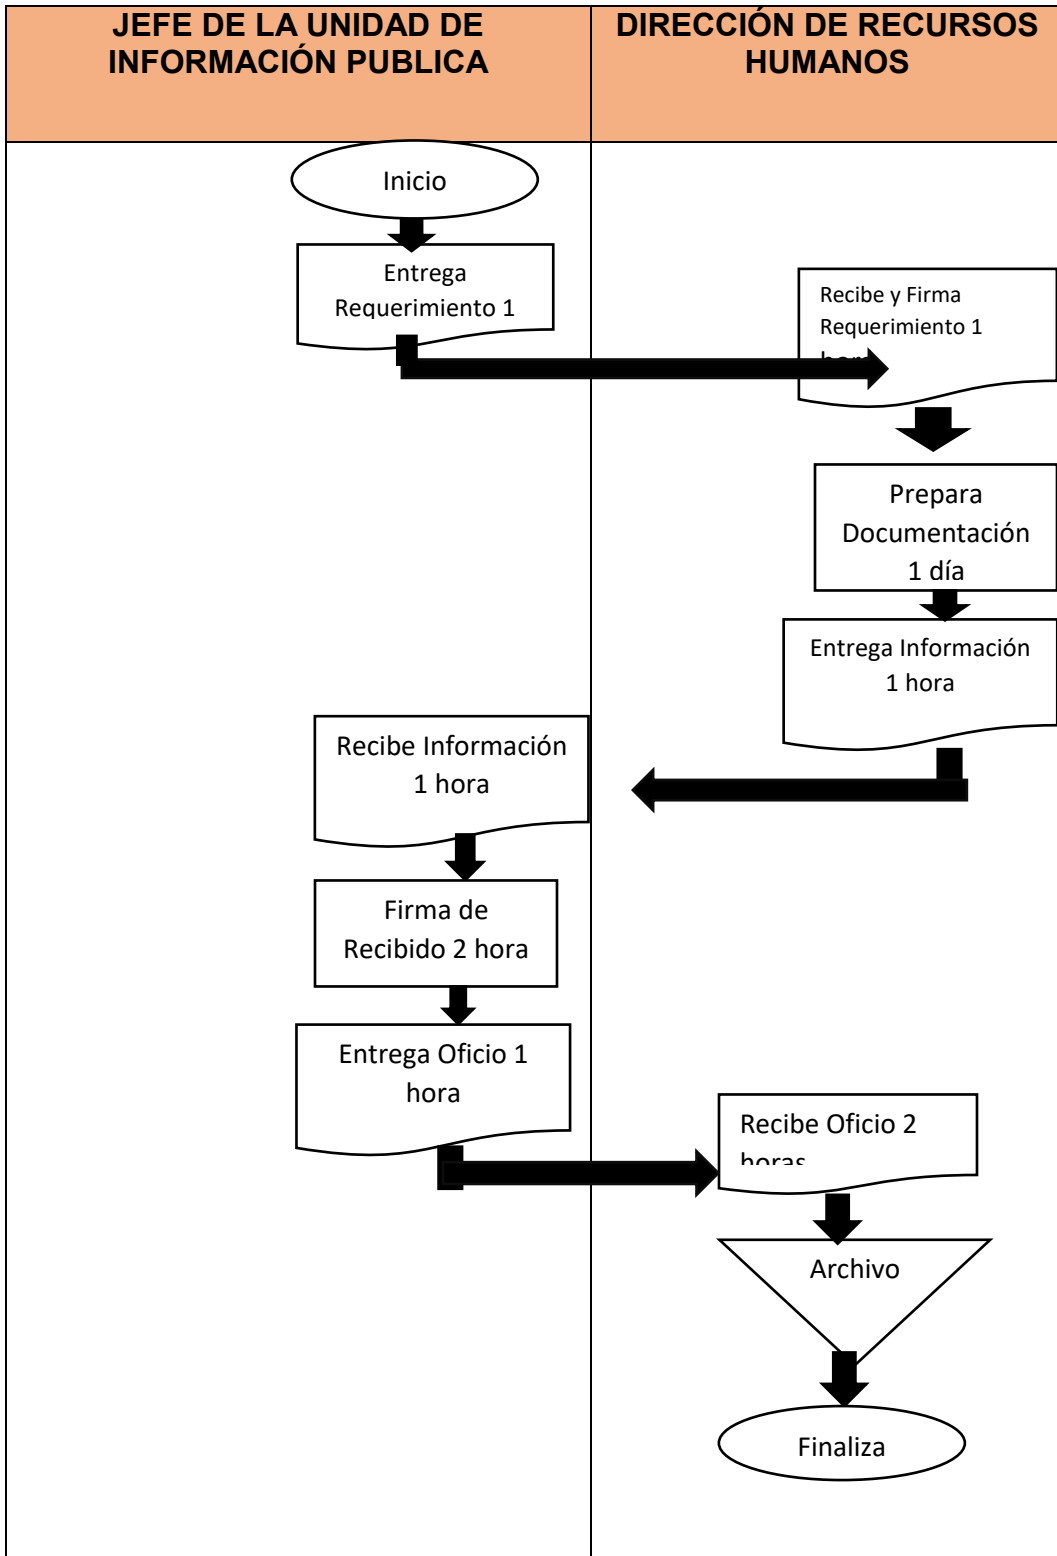 JEFE DE LA UNIDAD DE
INFORMACIÓN PUBLICA
DIRECCIÓN DE RECURSOS
HUMANOS
Inicio
Entrega
Requerimiento 1
Recibe y Firma
Requerimiento 1
Prepara
Documentación
1 día
Entrega Información
1 hora
Recibe Información
1 hora
Firma de
Recibido 2 hora
Entrega Oficio 1
hora
Recibe Oficio 2
horas
Archivo
Finaliza